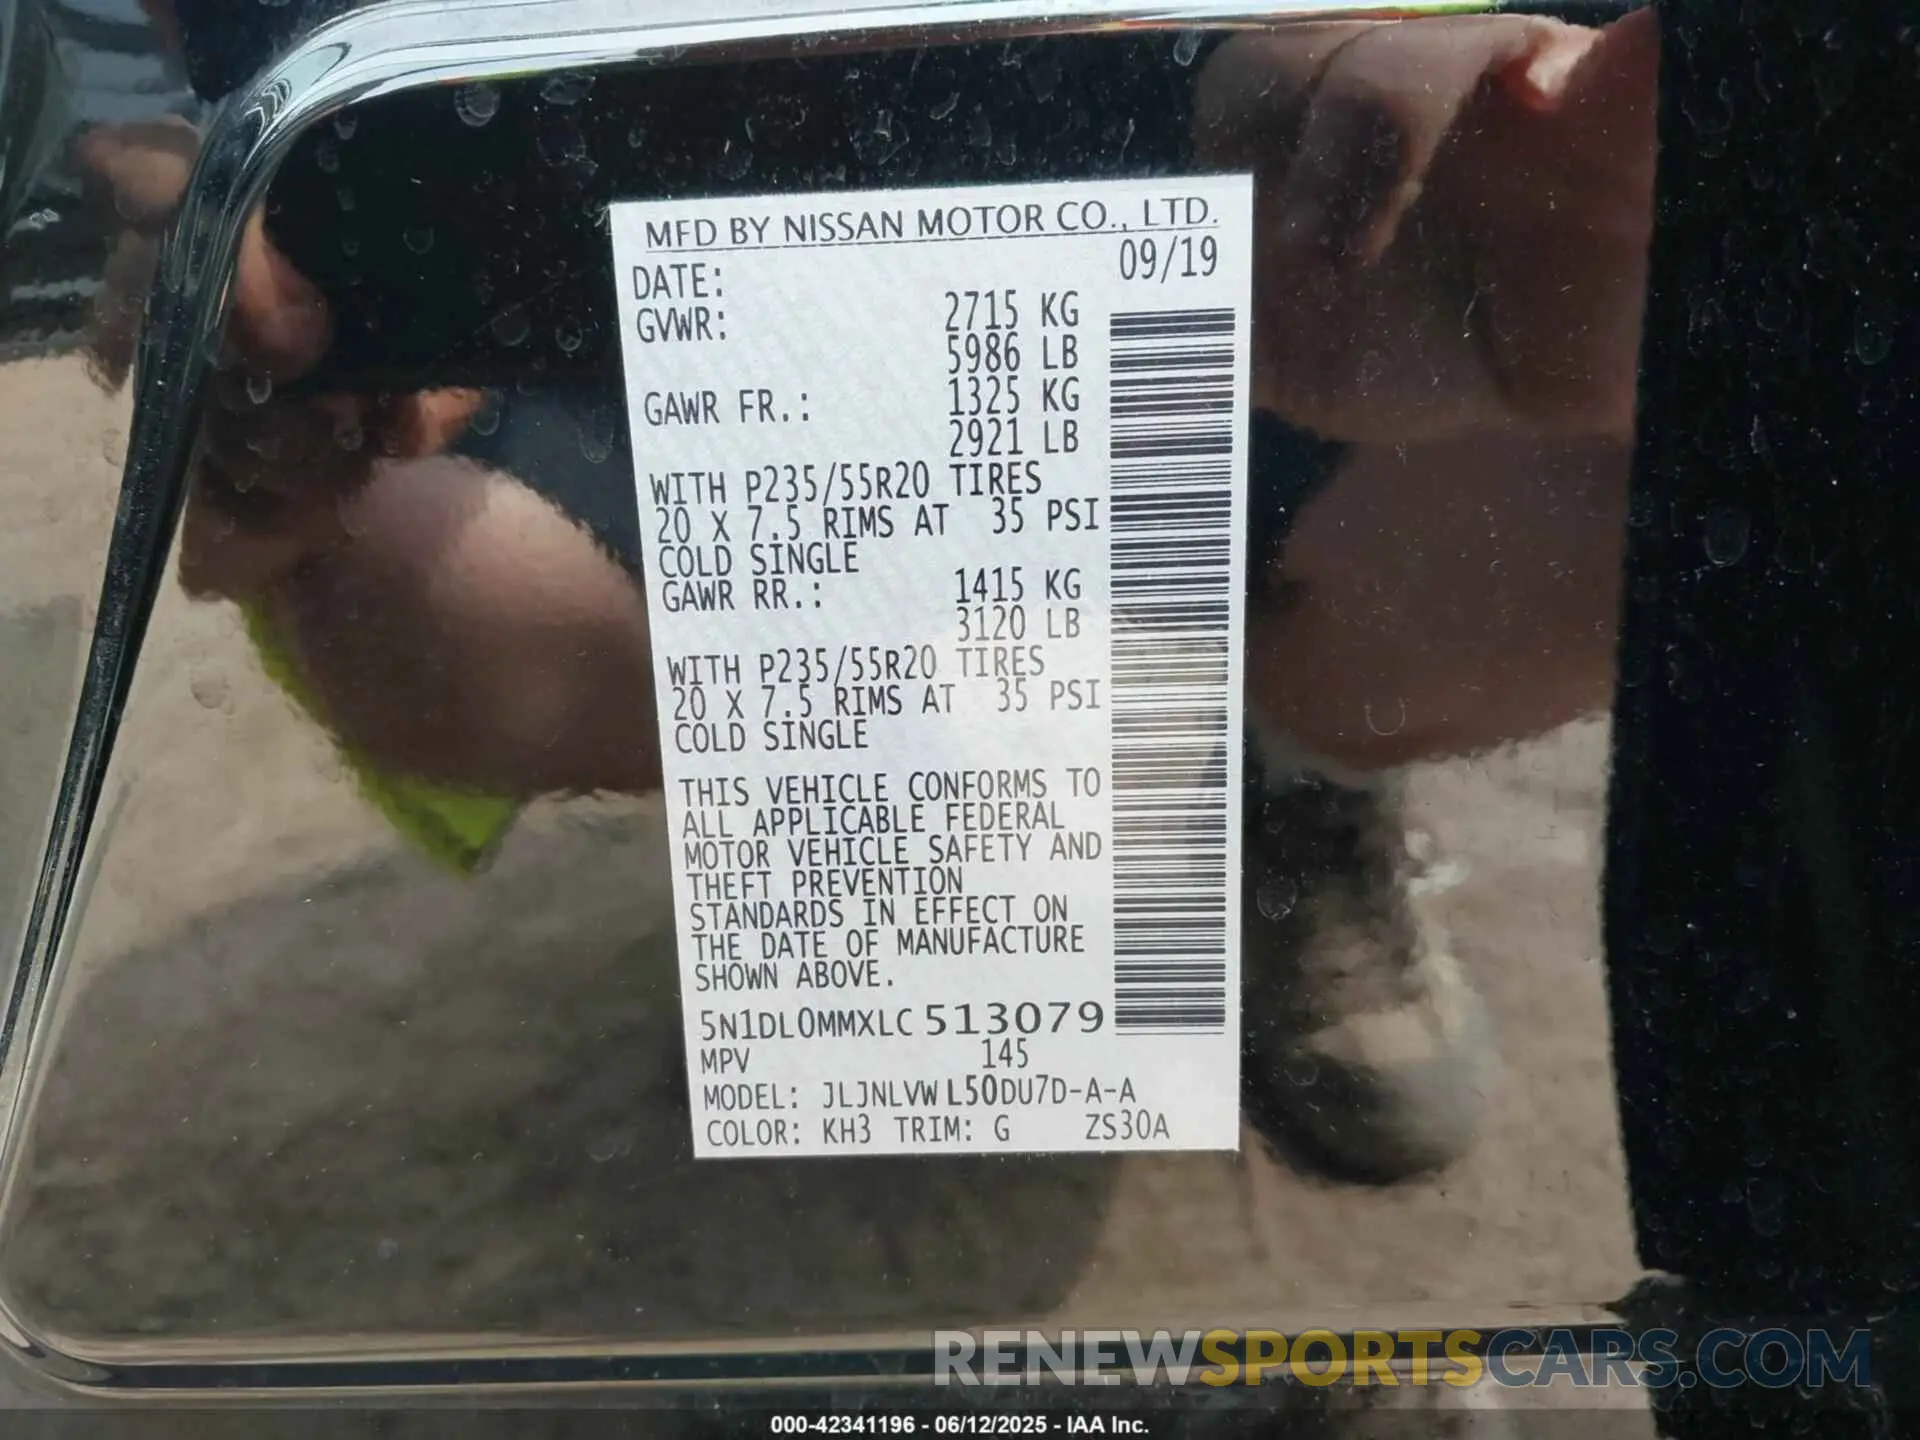 MFD BY NISSAN MOTOR CO., LTD.
DATE: 09/19
GVWR: 2715 KG
5986 LB
GAWR FR.: 1325 KG
2921 LB
WITH P235/55R20 TIRES
20 X 7.5 RIMS AT 35 PSI
COLD SINGLE
GAWR RR.: 1415 KG
3120 LB
WITH P235/55R20 TIRES
20 X 7.5 RIMS AT 35 PSI
COLD SINGLE
THIS VEHICLE CONFORMS TO
ALL APPLICABLE FEDERAL
MOTOR VEHICLE SAFETY AND
THEFT PREVENTION
STANDARDS IN EFFECT ON
THE DATE OF MANUFACTURE
SHOWN ABOVE.
5N1DL0MMXLC 513079
MPV 145
MODEL: JLJNLVW L50DU7D-A-A
COLOR: KH3 TRIM: G ZS30A
RENEWSPORTSCARS.COM
000-42341196 - 06/12/2025 - IAA Inc.